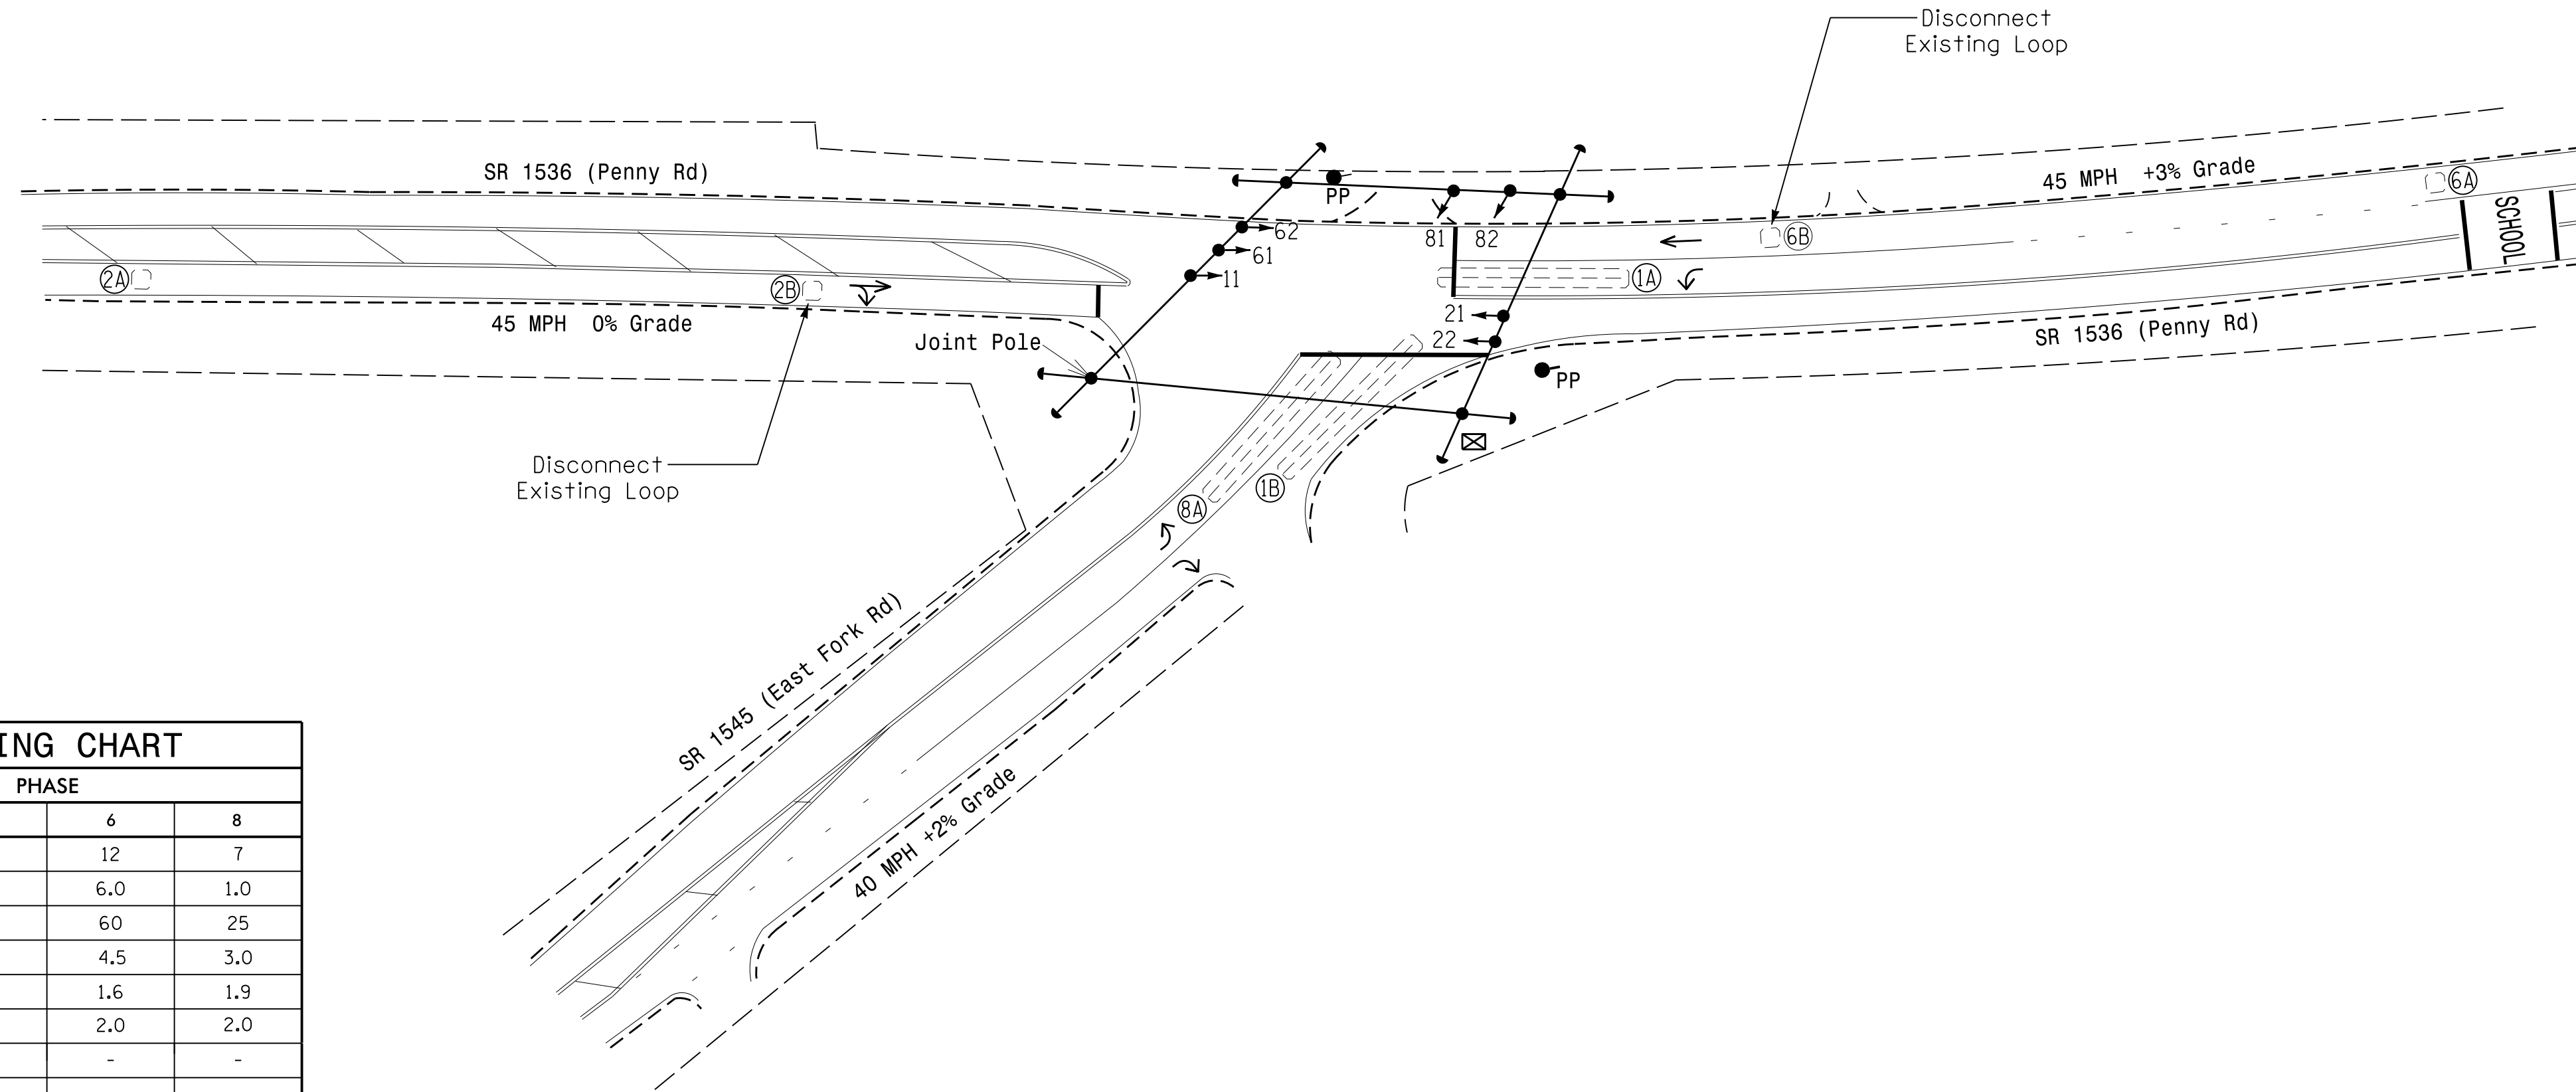 Disconnect
Existing Loop
SR 1536 (Penny Rd)
45 MPH +3% Grade
6A
PP
SCHOOL
62
81
82
6B
61
11
1A
2A
2B
45 MPH 0% Grade
21
22
Joint Pole
SR 1536 (Penny Rd)
PP
Disconnect
Existing Loop
8A
1B
SR 1545 (East Fork Rd)
40 MPH +2% Grade
ING CHART
PHASE
6 8
12 7
6.0 1.0
60 25
4.5 3.0
1.6 1.9
2.0 2.0
- -